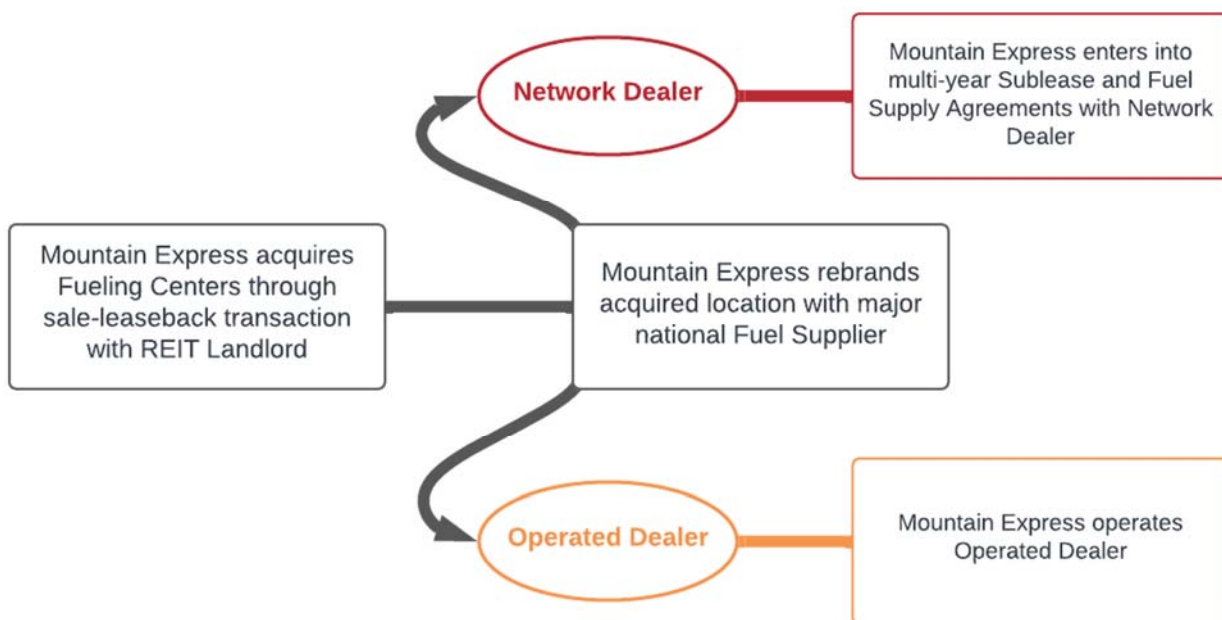 Mountain Express acquires
Fueling Centers through
sale-leaseback transaction
with REIT Landlord
Mountain Express rebrands
acquired location with major
national Fuel Supplier
Network Dealer
Mountain Express enters into
multi-year Sublease and Fuel
Supply Agreements with Network
Dealer
Operated Dealer
Mountain Express operates
Operated Dealer